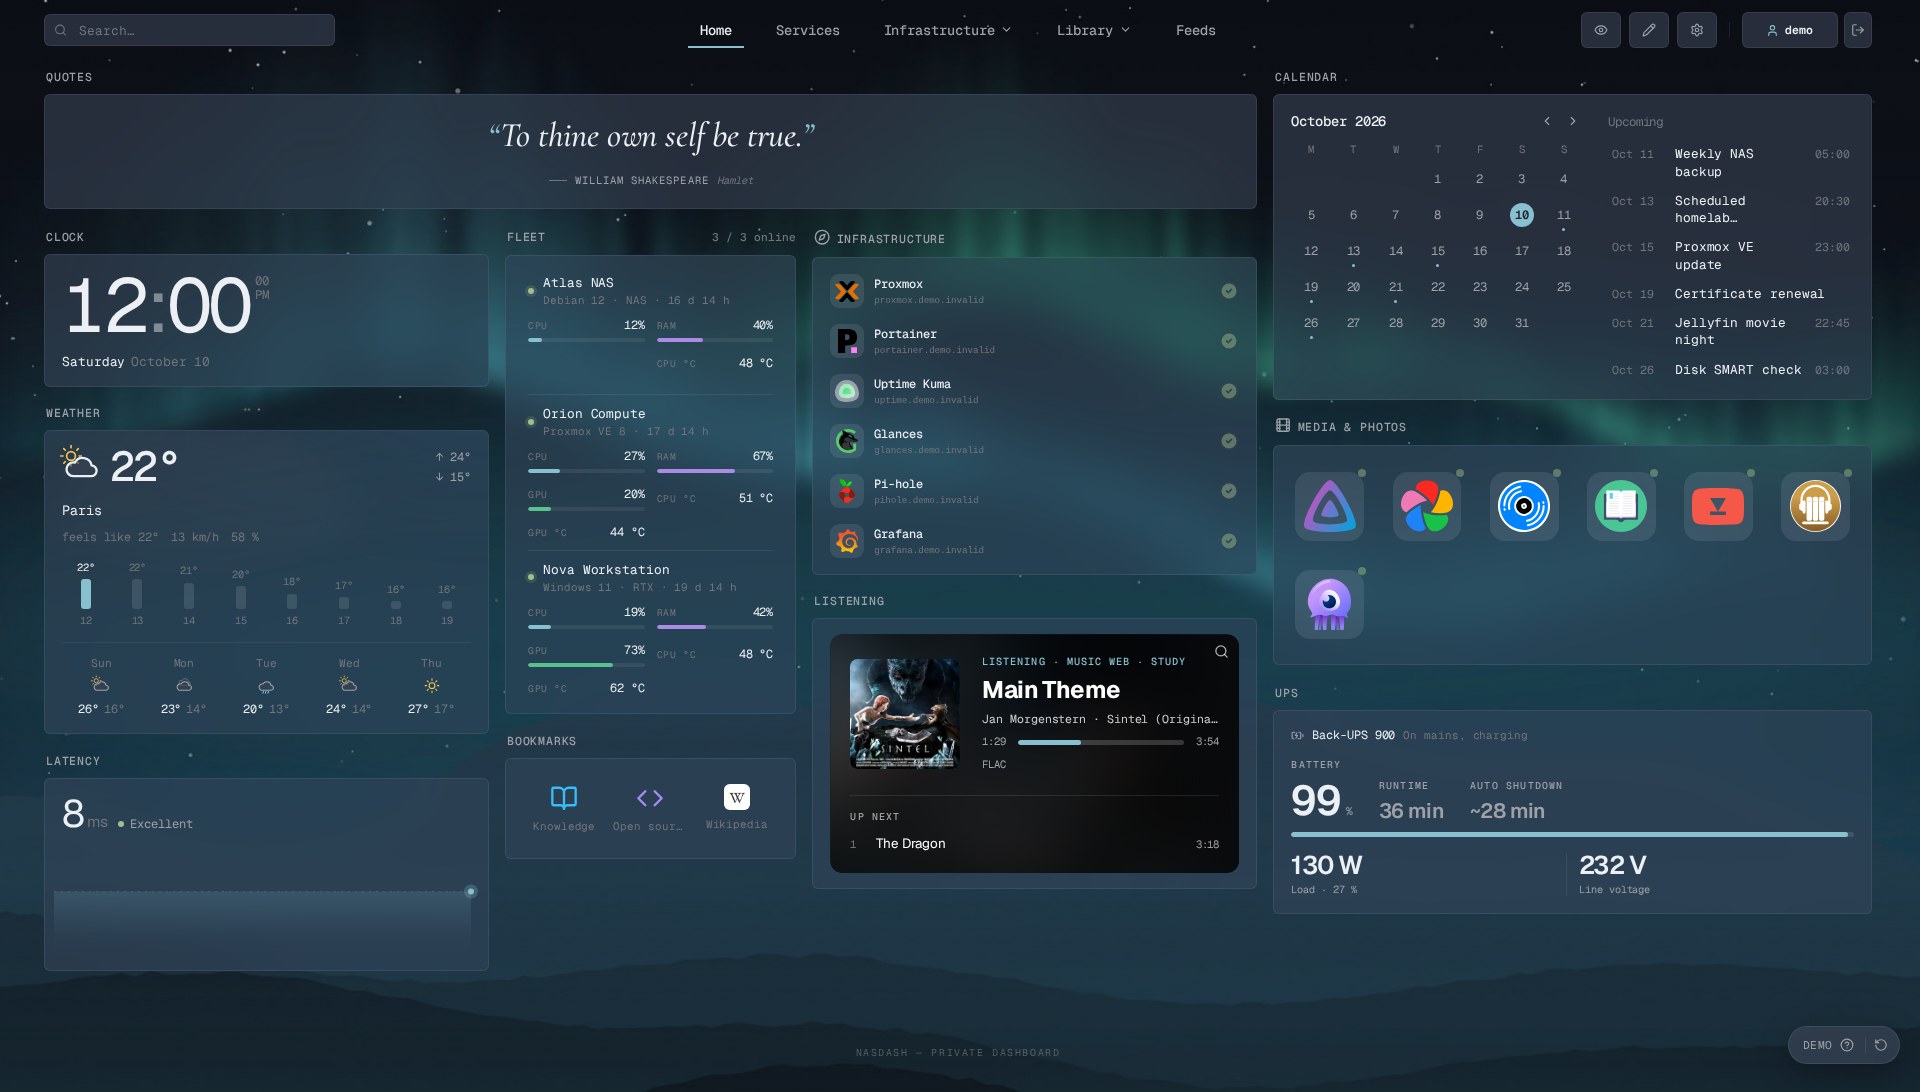 Search…
Home
Services
Infrastructure
Library
Feeds
demo
QUOTES
“To thine own self be true.”
WILLIAM SHAKESPEARE Hamlet
CLOCK
12:00
00
PM
Saturday October 10
WEATHER
22°
↑ 24°
↓ 15°
Paris
feels like 22° 13 km/h 58 %
22° 22° 21° 20° 18° 17° 16° 16°
12 13 14 15 16 17 18 19
Sun Mon Tue Wed Thu
26° 16° 23° 14° 20° 13° 24° 14° 27° 17°
LATENCY
8 ms Excellent
FLEET 3 / 3 online
Atlas NAS
Debian 12 · NAS · 16 d 14 h
CPU 12% RAM 40%
CPU °C 48 °C
Orion Compute
Proxmox VE 8 · 17 d 14 h
CPU 27% RAM 67%
GPU 20% CPU °C 51 °C
GPU °C 44 °C
Nova Workstation
Windows 11 · RTX · 19 d 14 h
CPU 19% RAM 42%
GPU 73% CPU °C 48 °C
GPU °C 62 °C
BOOKMARKS
W
Knowledge Open sour… Wikipedia
INFRASTRUCTURE
Proxmox
proxmox.demo.invalid
Portainer
portainer.demo.invalid
Uptime Kuma
uptime.demo.invalid
Glances
glances.demo.invalid
Pi-hole
pihole.demo.invalid
Grafana
grafana.demo.invalid
LISTENING
LISTENING · MUSIC WEB · STUDY
Main Theme
Jan Morgenstern · Sintel (Origina…
1:29 3:54
FLAC
SINTEL
UP NEXT
1 The Dragon 3:18
CALENDAR
October 2026
M T W T F S S
1 2 3 4
5 6 7 8 9 10 11
12 13 14 15 16 17 18
19 20 21 22 23 24 25
26 27 28 29 30 31
Upcoming
Oct 11 Weekly NAS backup 05:00
Oct 13 Scheduled homelab… 20:30
Oct 15 Proxmox VE update 23:00
Oct 19 Certificate renewal
Oct 21 Jellyfin movie night 22:45
Oct 26 Disk SMART check 03:00
MEDIA & PHOTOS
UPS
Back-UPS 900 On mains, charging
BATTERY
99 %
RUNTIME
36 min
AUTO SHUTDOWN
~28 min
130 W
Load · 27 %
232 V
Line voltage
NASDASH — PRIVATE DASHBOARD
DEMO